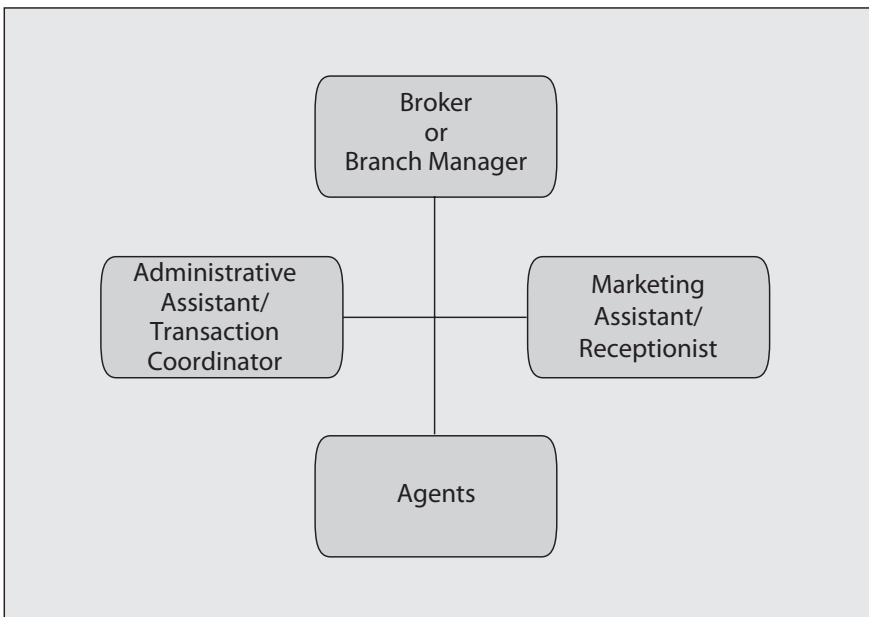 Broker
or
Branch Manager
Administrative
Assistant/
Transaction
Coordinator
Marketing
Assistant/
Receptionist
Agents